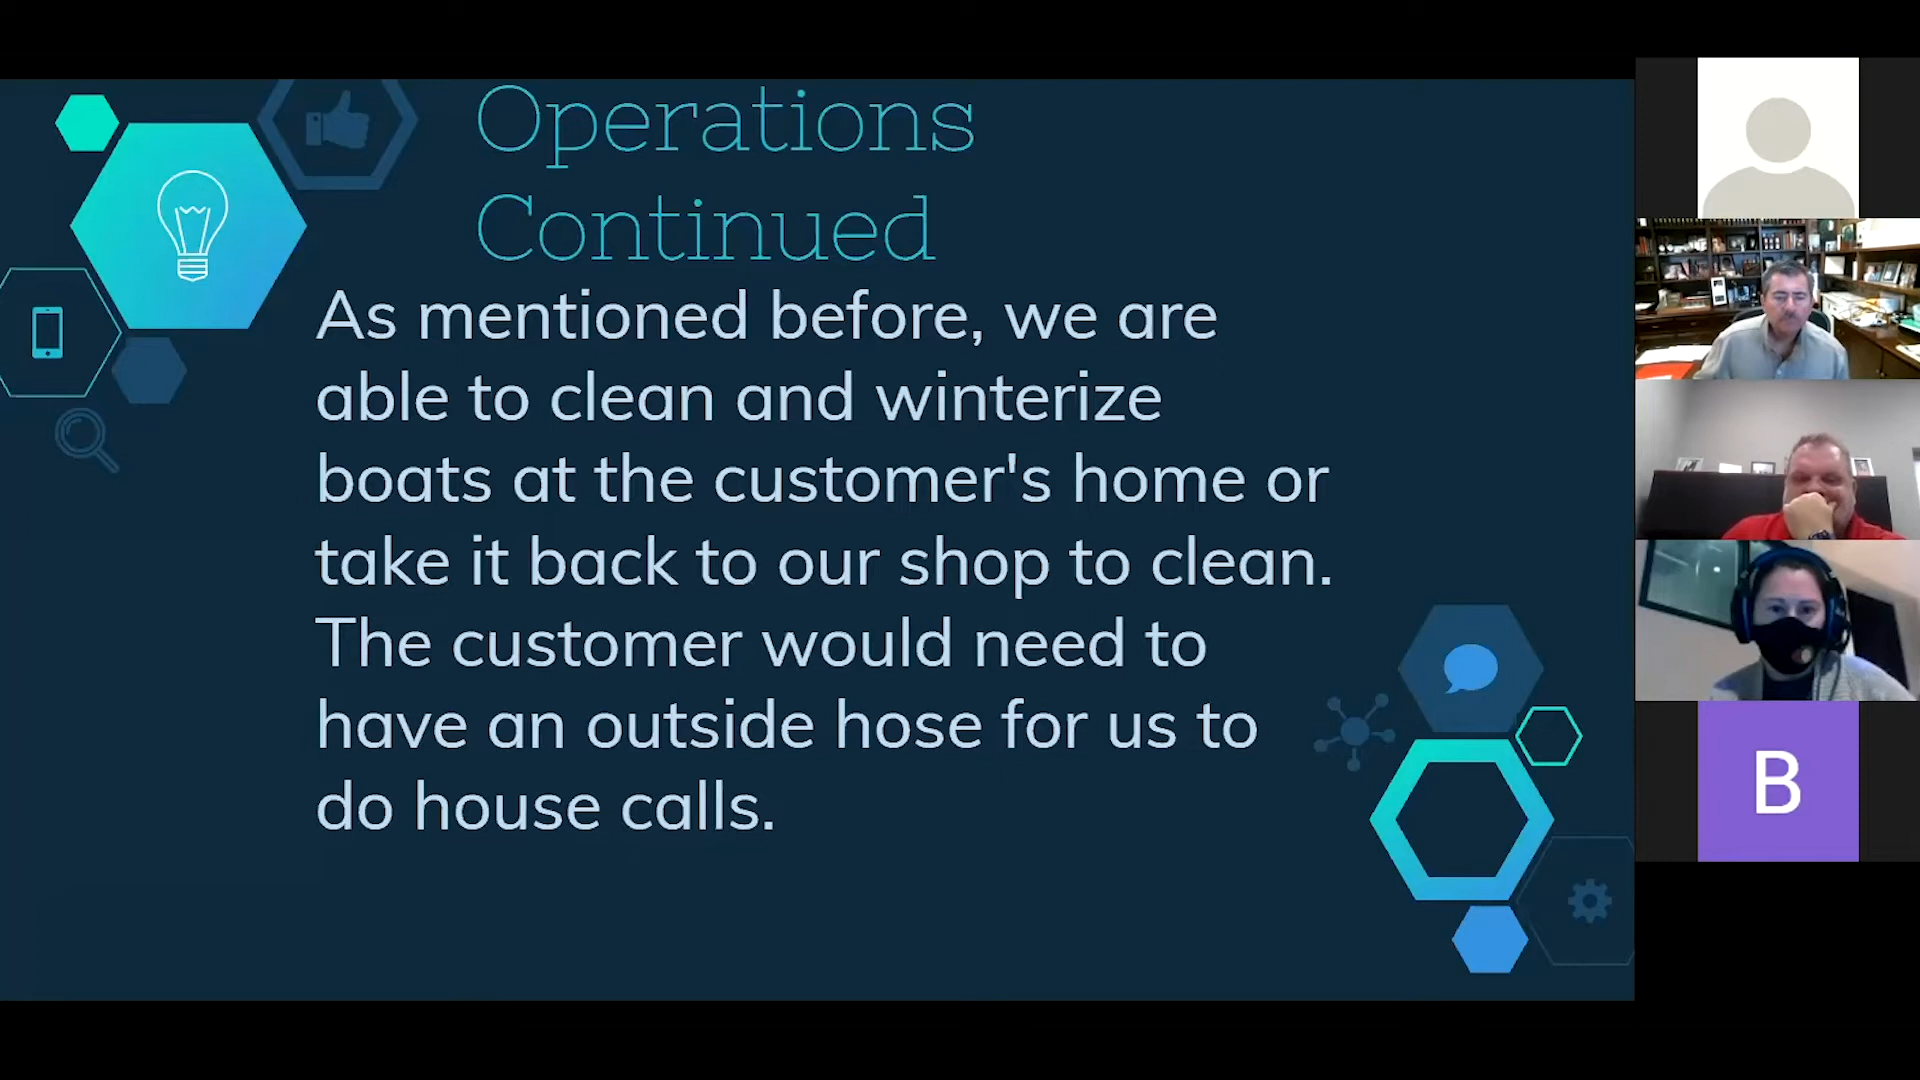 Operations
Continued
As mentioned before, we are
able to clean and winterize
boats at the customer's home or
take it back to our shop to clean.
The customer would need to
have an outside hose for us to
do house calls.
B